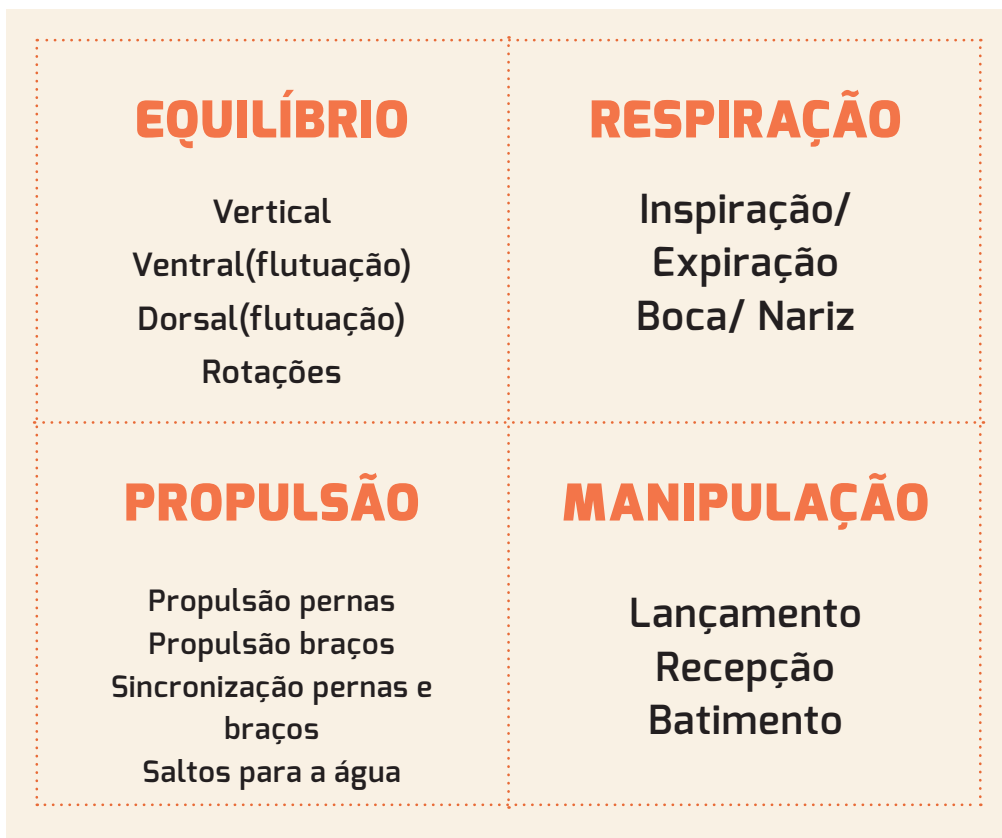 EQUILÍBRIO
Vertical
Ventral(flutuação)
Dorsal(flutuação)
Rotações
RESPIRAÇÃO
Inspiração/
Expiração
Boca/ Nariz
PROPULSÃO
Propulsão pernas
Propulsão braços
Sincronização pernas e
braços
Saltos para a água
MANIPULAÇÃO
Lançamento
Recepção
Batimento